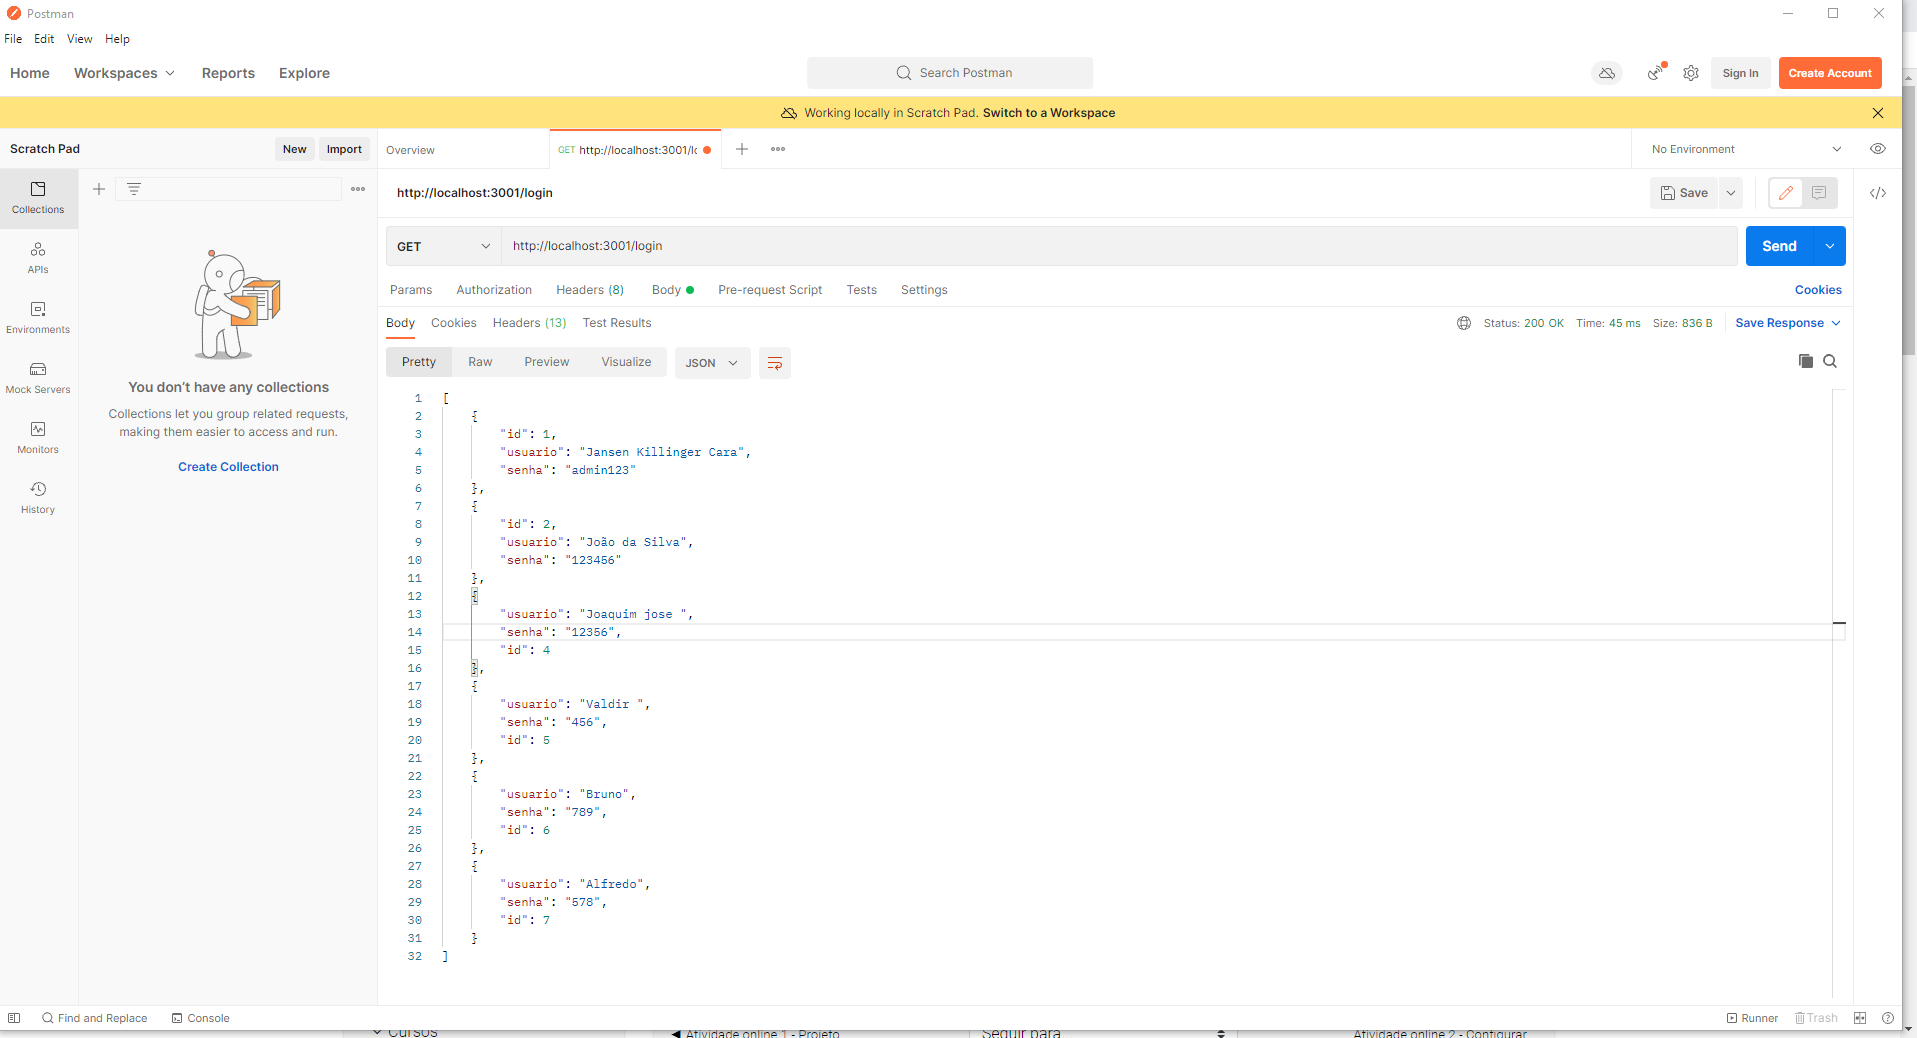 Postman
File Edit View Help
Home Workspaces Reports Explore
Search Postman
Sign In Create Account
Working locally in Scratch Pad. Switch to a Workspace
Scratch Pad New Import
Overview GET http://localhost:3001/lo No Environment
http://localhost:3001/login Save
GET http://localhost:3001/login Send
Params Authorization Headers (8) Body Pre-request Script Tests Settings Cookies
Body Cookies Headers (13) Test Results Status: 200 OK Time: 45 ms Size: 836 B Save Response
Pretty Raw Preview Visualize JSON
Collections
APIs
Environments
Mock Servers
Monitors
History
You don't have any collections
Collections let you group related requests,
making them easier to access and run.
Create Collection
1 [
2 {
3 "id": 1,
4 "usuario": "Jansen Killinger Cara",
5 "senha": "admin123"
6 },
7 {
8 "id": 2,
9 "usuario": "João da Silva",
10 "senha": "123456"
11 },
12 {
13 "usuario": "Joaquim jose ",
14 "senha": "12356",
15 "id": 4
16 },
17 {
18 "usuario": "Valdir ",
19 "senha": "456",
20 "id": 5
21 },
22 {
23 "usuario": "Bruno",
24 "senha": "789",
25 "id": 6
26 },
27 {
28 "usuario": "Alfredo",
29 "senha": "578",
30 "id": 7
31 }
32 ]
Find and Replace Console Runner Trash
Cursos Atividade online 1 - Projeto Seguir para Atividade online 2 - Configurar